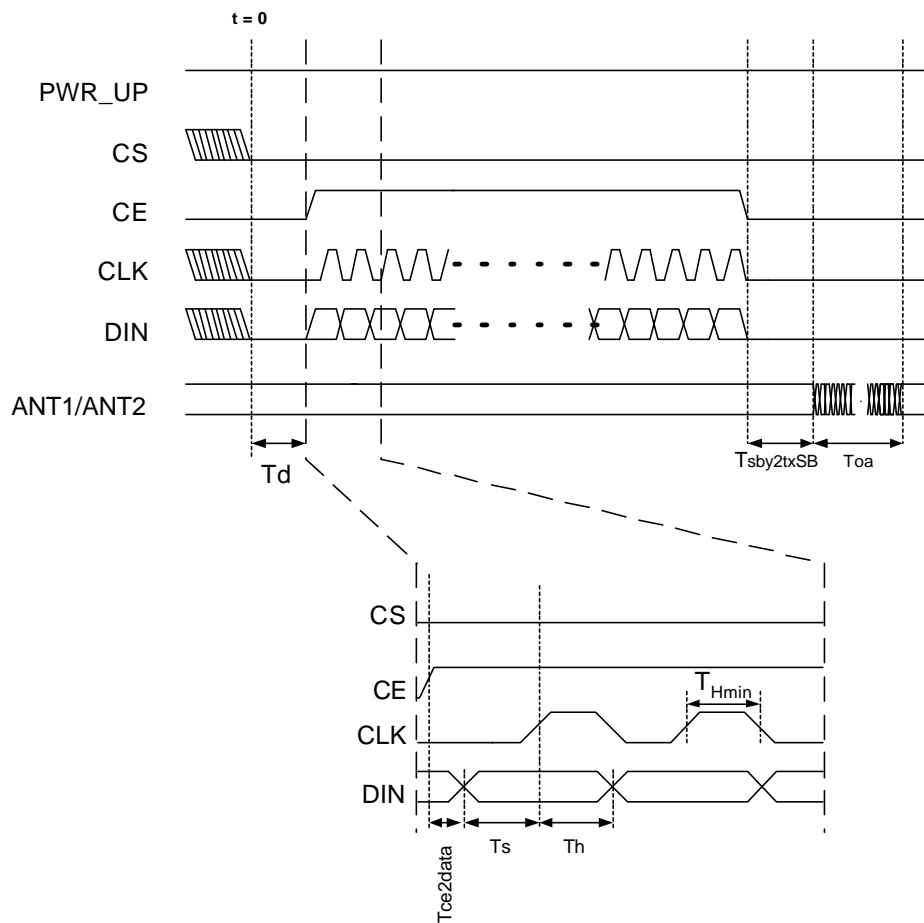 t = 0
PWR_UP
CS
CE
CLK
DIN
ANT1/ANT2
Td
Tsby2txSB
Toa
CS
CE
THmin
CLK
DIN
Tce2data
Ts
Th